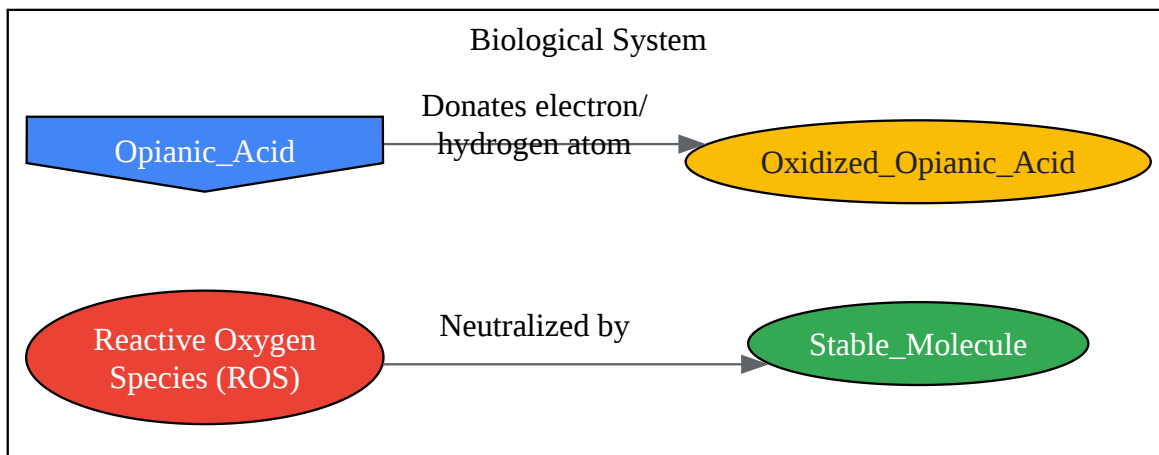 Biological System
Opianic_Acid
Donates electron/
hydrogen atom
Oxidized_Opianic_Acid
Reactive Oxygen
Species (ROS)
Neutralized by
Stable_Molecule